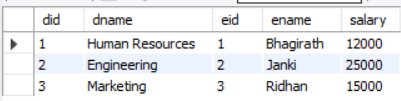 did dname eid ename salary
1 Human Resources 1 Bhagirath 12000
2 Engineering 2 Janki 25000
3 Marketing 3 Ridhan 15000